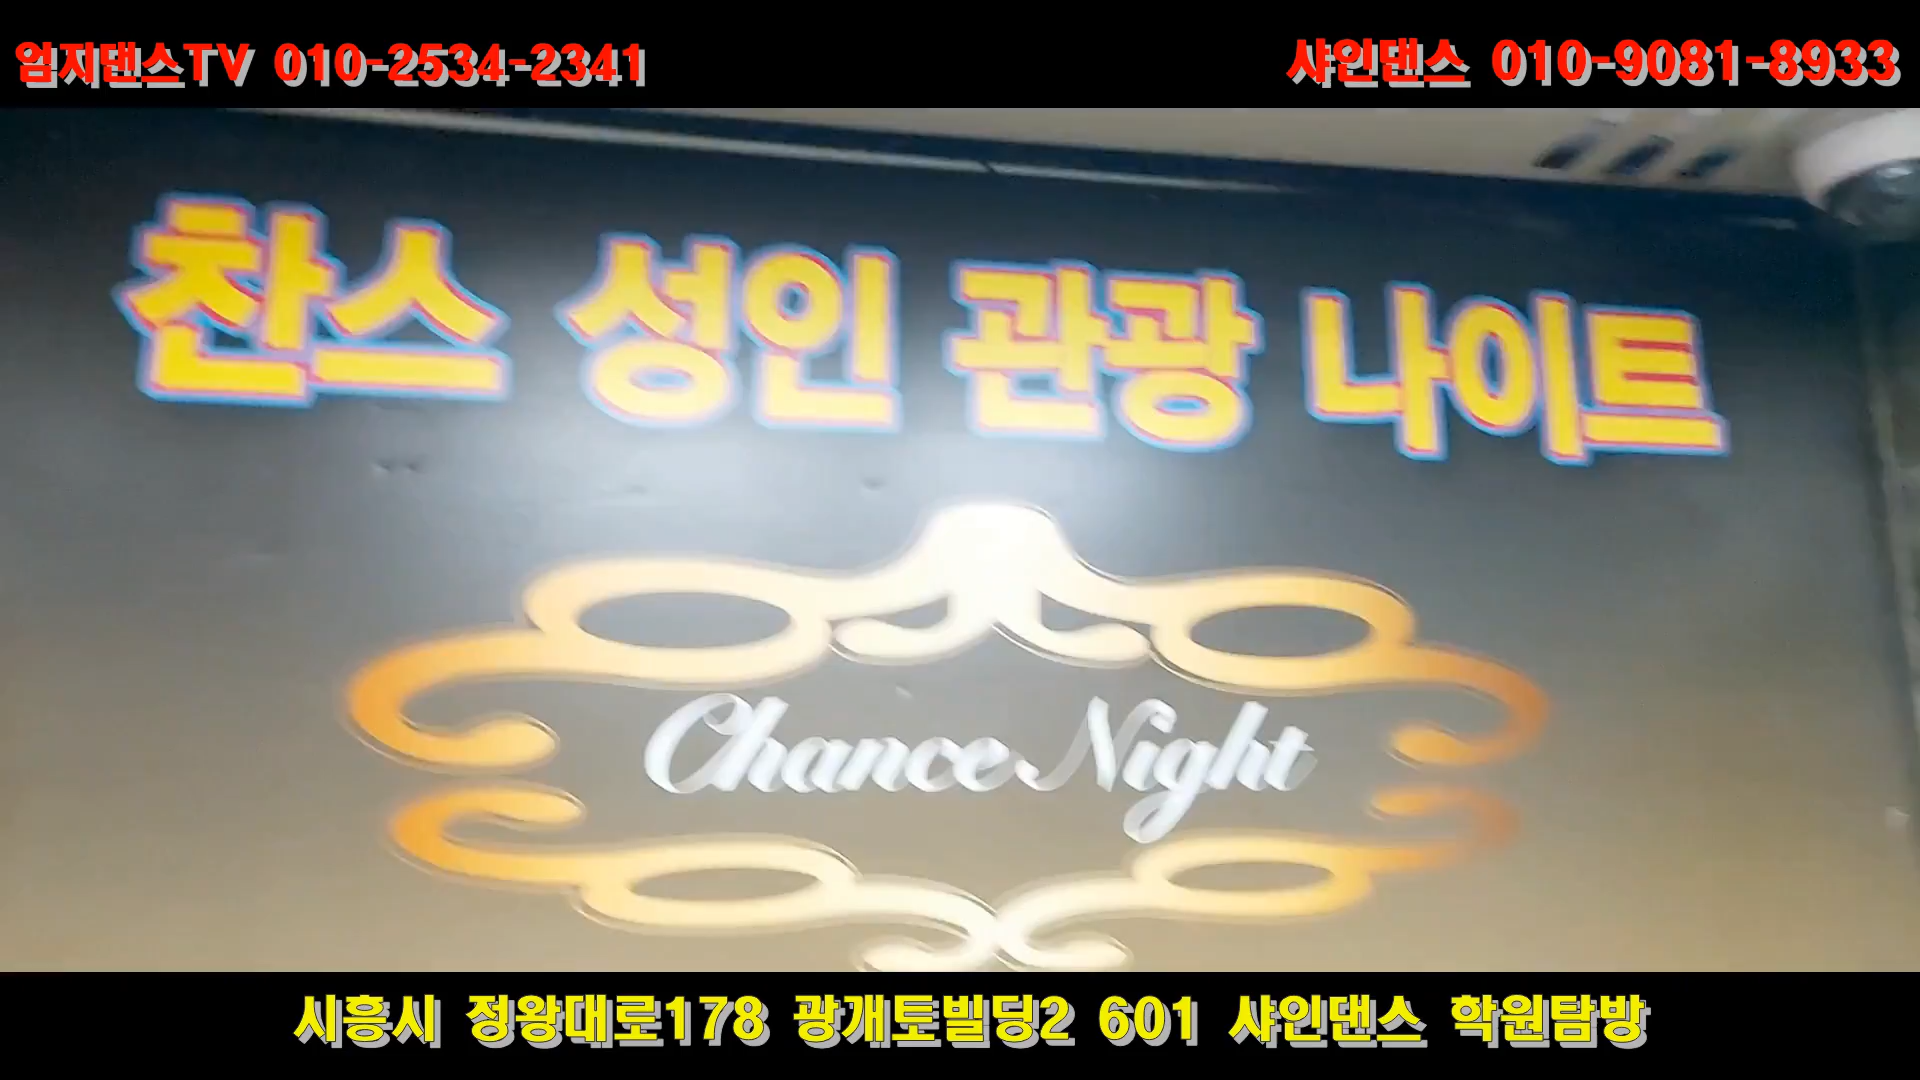 엄지댄스TV 010-2534-2341
샤인댄스 010-9081-8933
찬스 성인 관광 나이트
Chance Night
시흥시 정왕대로178 광개토빌딩2 601 샤인댄스 학원탐방